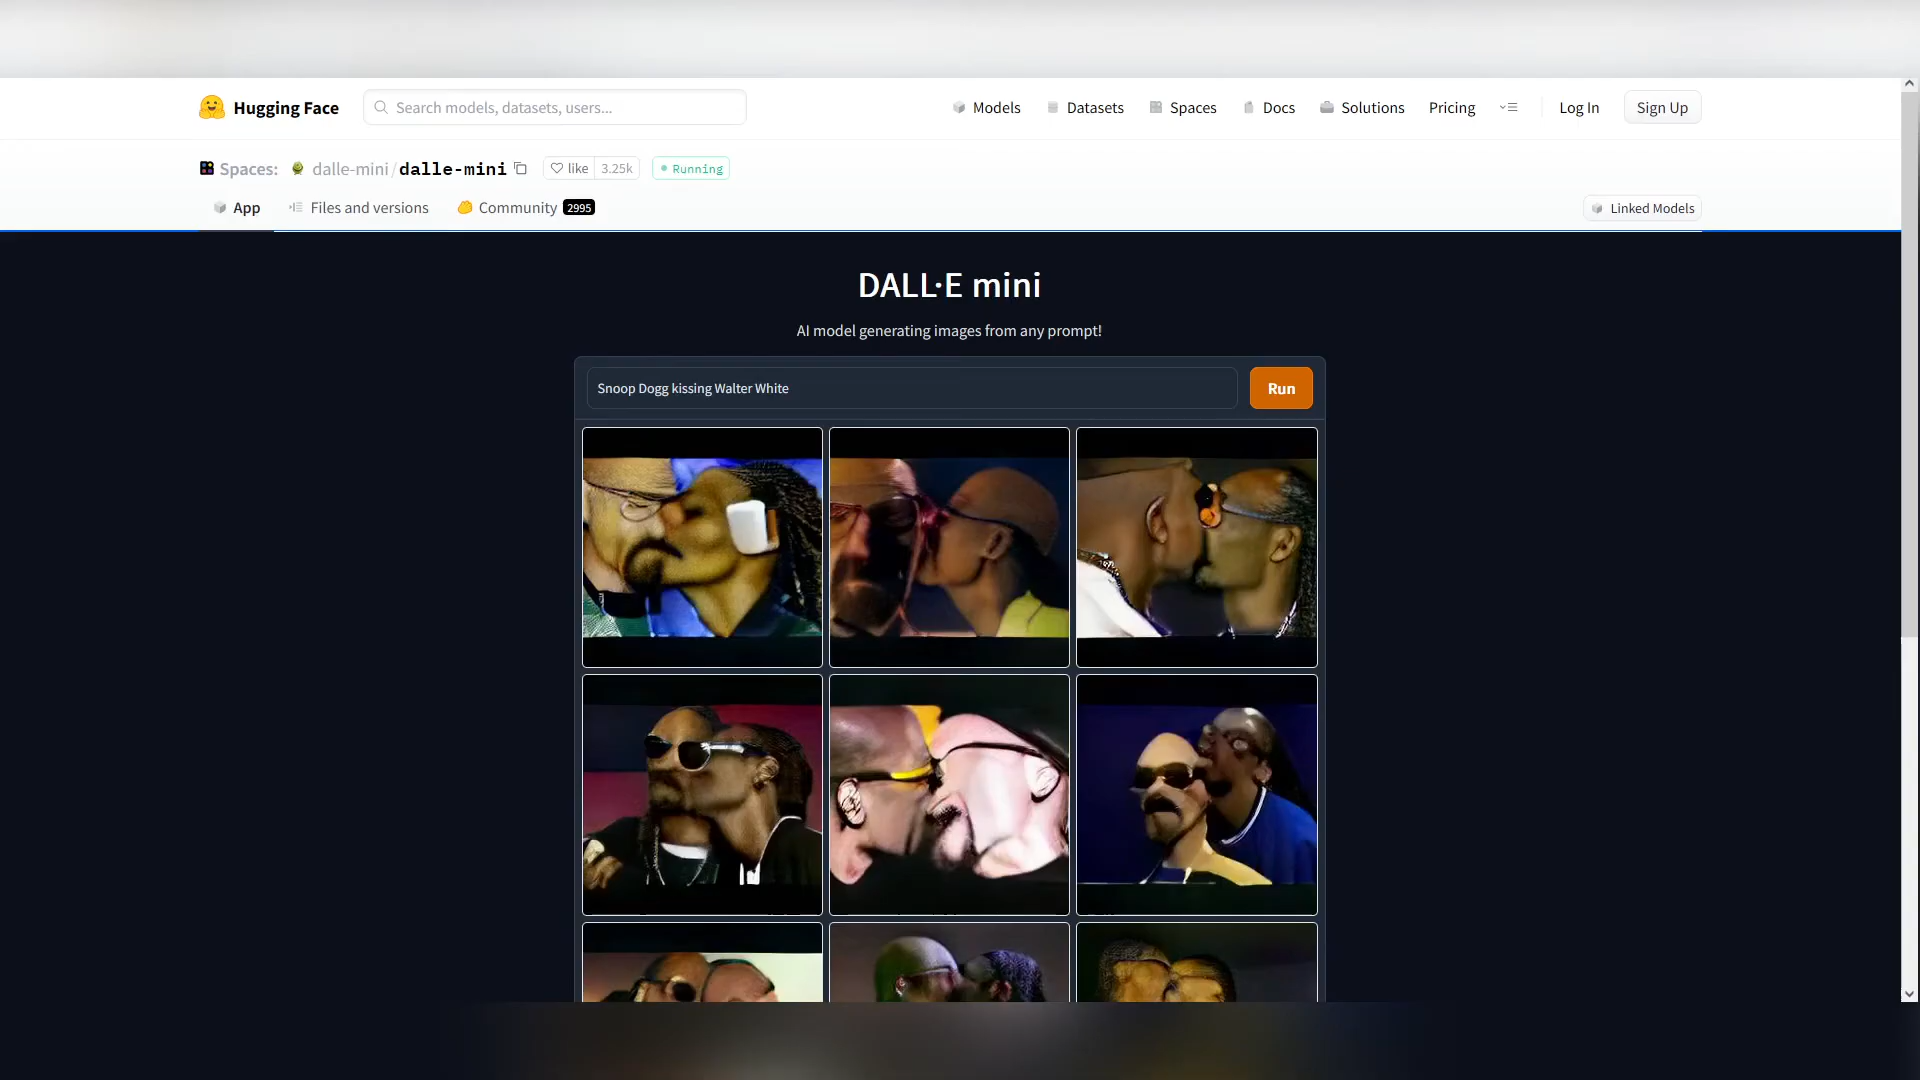 Hugging Face
Search models, datasets, users...
Models
Datasets
Spaces
Docs
Solutions
Pricing
Log In
Sign Up
Spaces:
dalle-mini/dalle-mini
like
3.25k
Running
App
Files and versions
Community
2995
Linked Models
DALL·E mini
AI model generating images from any prompt!
Snoop Dogg kissing Walter White
Run